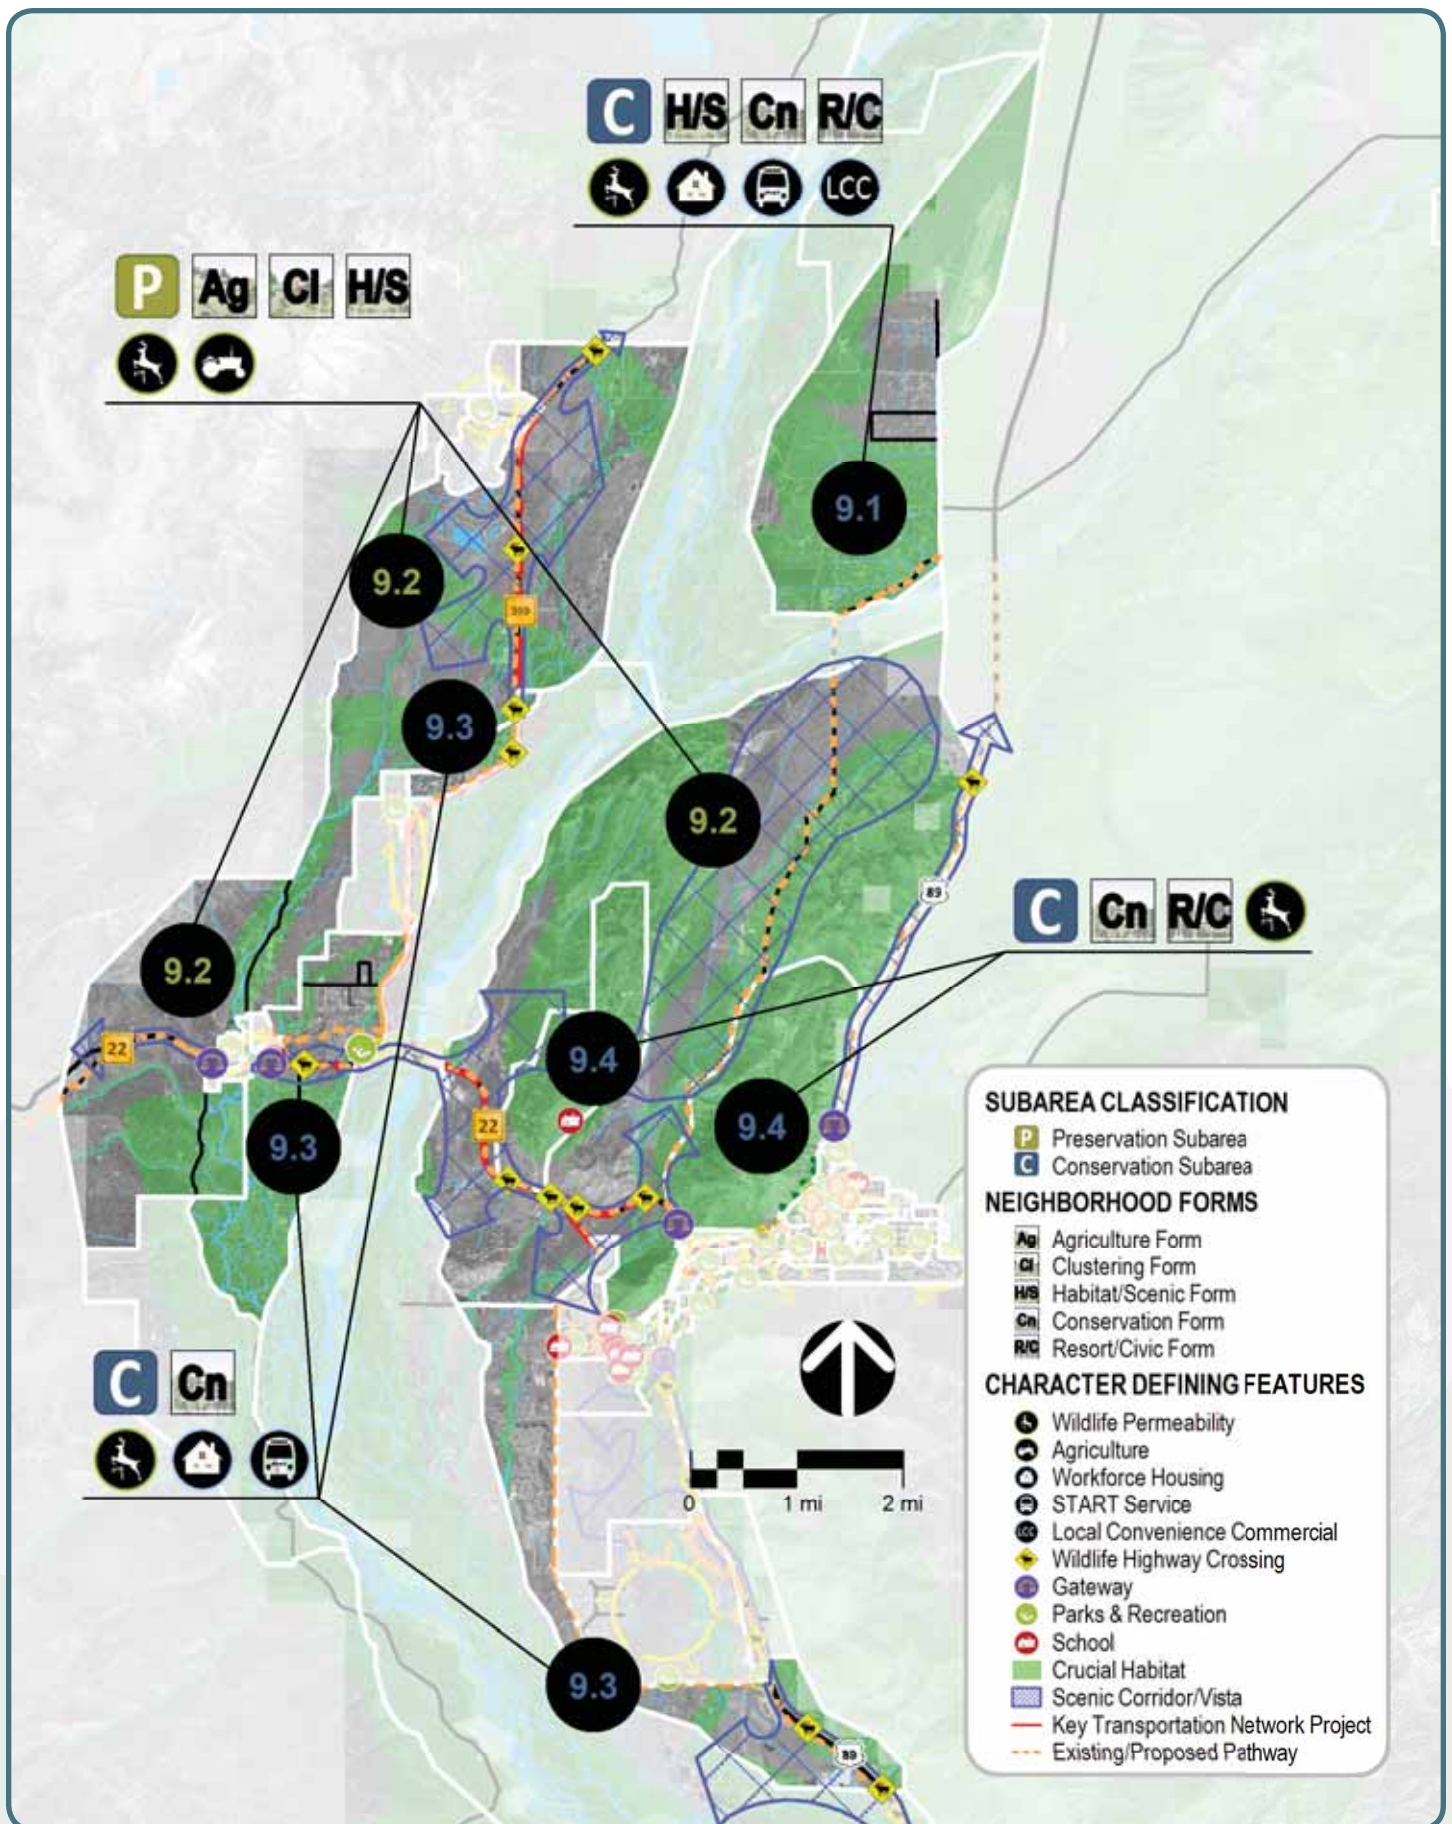 C H/S Cn R/C
LCC
P Ag Cl H/S
9.1
9.2
390
9.3
9.2
89
C Cn R/C
9.2
22
9.4
9.4
22
9.3
SUBAREA CLASSIFICATION
P Preservation Subarea
C Conservation Subarea
NEIGHBORHOOD FORMS
Ag Agriculture Form
Cl Clustering Form
H/S Habitat/Scenic Form
Cn Conservation Form
R/C Resort/Civic Form
CHARACTER DEFINING FEATURES
Wildlife Permeability
Agriculture
Workforce Housing
START Service
LCC Local Convenience Commercial
Wildlife Highway Crossing
Gateway
Parks & Recreation
School
Crucial Habitat
Scenic Corridor/Vista
Key Transportation Network Project
Existing/Proposed Pathway
C Cn
0 1 mi 2 mi
9.3
89